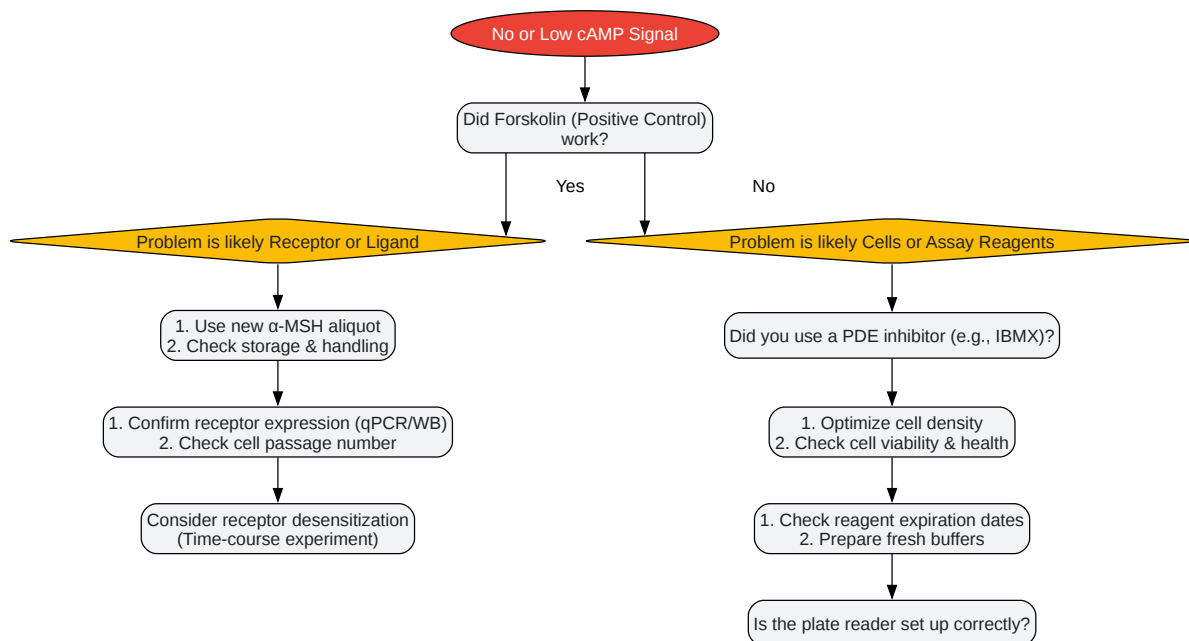 No or Low cAMP Signal
Did Forskolin (Positive Control)
work?
Yes
No
Problem is likely Receptor or Ligand
Problem is likely Cells or Assay Reagents
1. Use new α-MSH aliquot
2. Check storage & handling
Did you use a PDE inhibitor (e.g., IBMX)?
1. Confirm receptor expression (qPCR/WB)
2. Check cell passage number
1. Optimize cell density
2. Check cell viability & health
Consider receptor desensitization
(Time-course experiment)
1. Check reagent expiration dates
2. Prepare fresh buffers
Is the plate reader set up correctly?